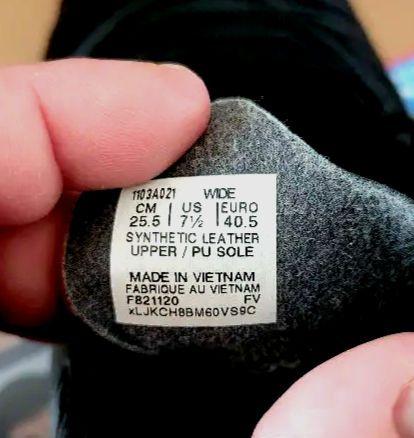 1103A021 WIDE
CM | US | EURO
25.5 | 7½ | 40.5
SYNTHETIC LEATHER
UPPER / PU SOLE
MADE IN VIETNAM
FABRIQUE AU VIETNAM
F821120 FV
xLJKCH8BM60VS9C